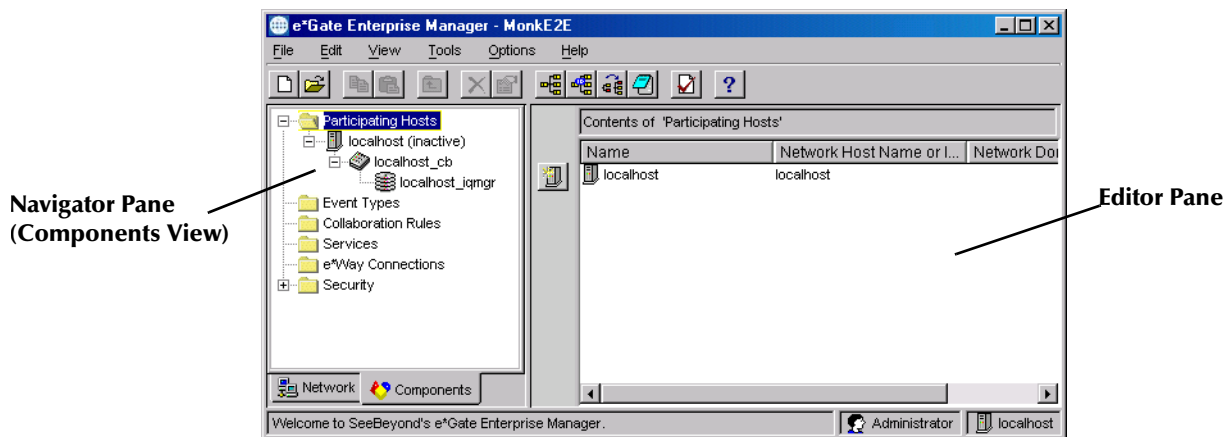 e*Gate Enterprise Manager - MonkE2E
File Edit View Tools Options Help
Participating Hosts
localhost (inactive)
localhost_cb
localhost_iqmgr
Event Types
Collaboration Rules
Services
e*Way Connections
Security
Network Components
Contents of 'Participating Hosts'
Name Network Host Name or I... Network Dor
localhost localhost
Welcome to SeeBeyond's e*Gate Enterprise Manager. Administrator localhost
Navigator Pane
(Components View)
Editor Pane